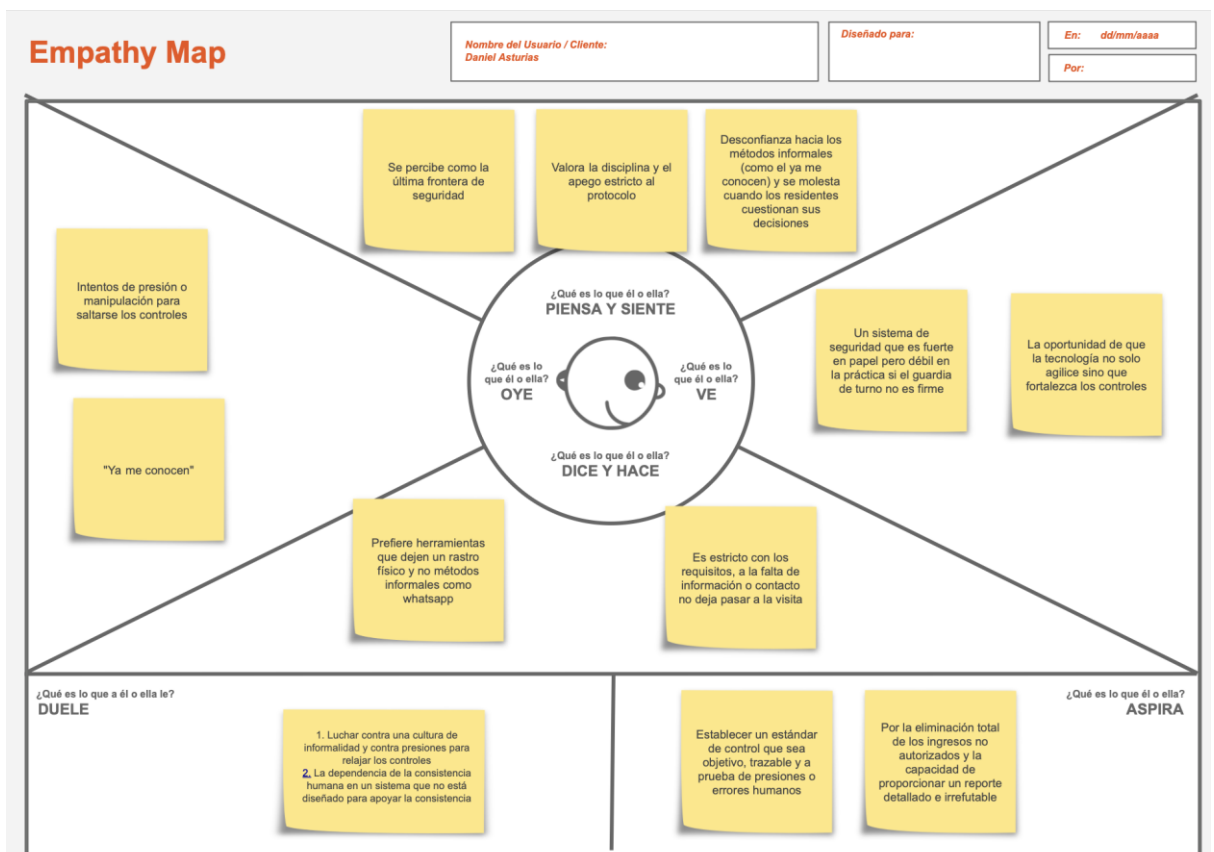 Empathy Map
Nombre del Usuario / Cliente:
Daniel Asturias
Diseñado para:
En: dd/mm/aaaa
Por:
Se percibe como la
última frontera de
seguridad
Valora la disciplina y el
apego estricto al
protocolo
Desconfianza hacia los
métodos informales
(como el ya me
conocen) y se molesta
cuando los residentes
cuestionan sus
decisiones
Intentos de presión o
manipulación para
saltarse los controles
"Ya me conocen"
¿Qué es lo que él o ella?
PIENSA Y SIENTE
¿Qué es lo
que él o ella?
OYE
¿Qué es lo
que él o ella?
VE
¿Qué es lo que él o ella?
DICE Y HACE
Un sistema de
seguridad que es fuerte
en papel pero débil en
la práctica si el guardia
de turno no es firme
La oportunidad de que
la tecnología no solo
agilice sino que
fortalezca los controles
Prefiere herramientas
que dejen un rastro
físico y no métodos
informales como
whatsapp
Es estricto con los
requisitos, a la falta de
información o contacto
no deja pasar a la visita
¿Qué es lo que a él o ella le?
DUELE
1. Luchar contra una cultura de
informalidad y contra presiones para
relajar los controles
2. La dependencia de la consistencia
humana en un sistema que no está
diseñado para apoyar la consistencia
¿Qué es lo que él o ella?
ASPIRA
Establecer un estándar
de control que sea
objetivo, trazable y a
prueba de presiones o
errores humanos
Por la eliminación total
de los ingresos no
autorizados y la
capacidad de
proporcionar un reporte
detallado e irrefutable